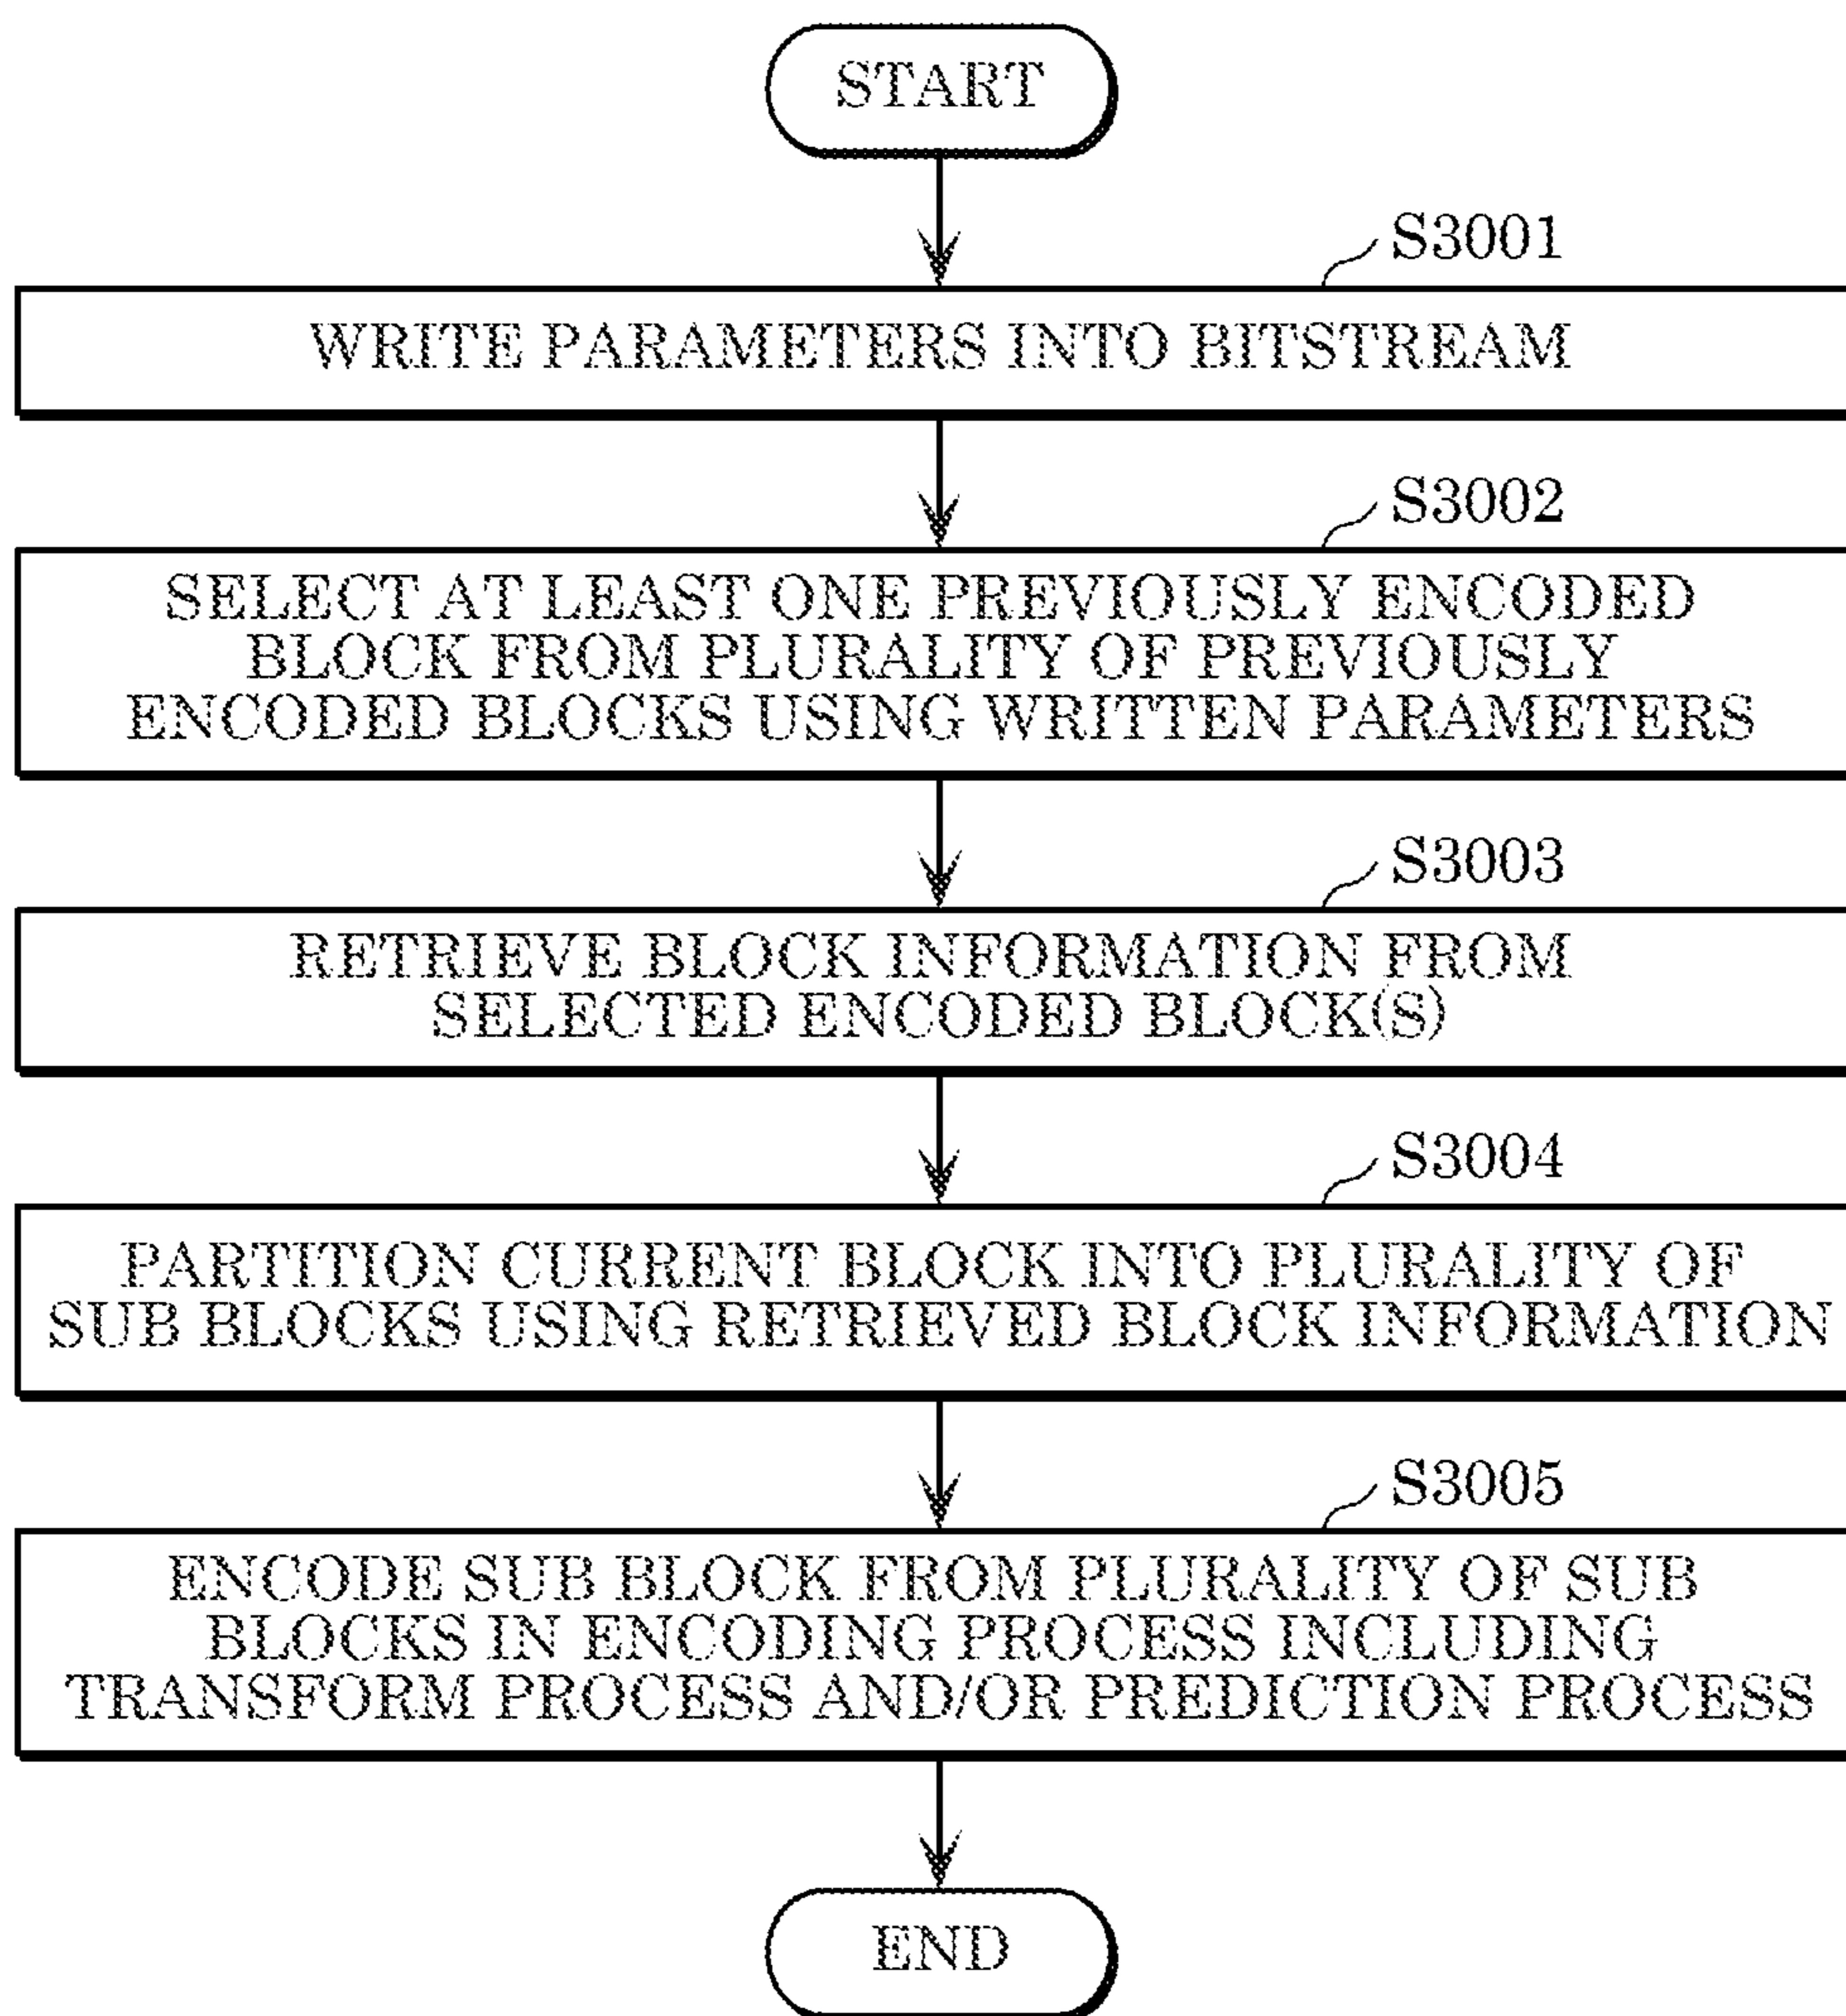 START
S3001
WRITE PARAMETERS INTO BITSTREAM
S3002
SELECT AT LEAST ONE PREVIOUSLY ENCODED
BLOCK FROM PLURALITY OF PREVIOUSLY
ENCODED BLOCKS USING WRITTEN PARAMETERS
S3003
RETRIEVE BLOCK INFORMATION FROM
SELECTED ENCODED BLOCK(S)
S3004
PARTITION CURRENT BLOCK INTO PLURALITY OF
SUB BLOCKS USING RETRIEVED BLOCK INFORMATION
S3005
ENCODE SUB BLOCK FROM PLURALITY OF SUB
BLOCKS IN ENCODING PROCESS INCLUDING
TRANSFORM PROCESS AND/OR PREDICTION PROCESS
END